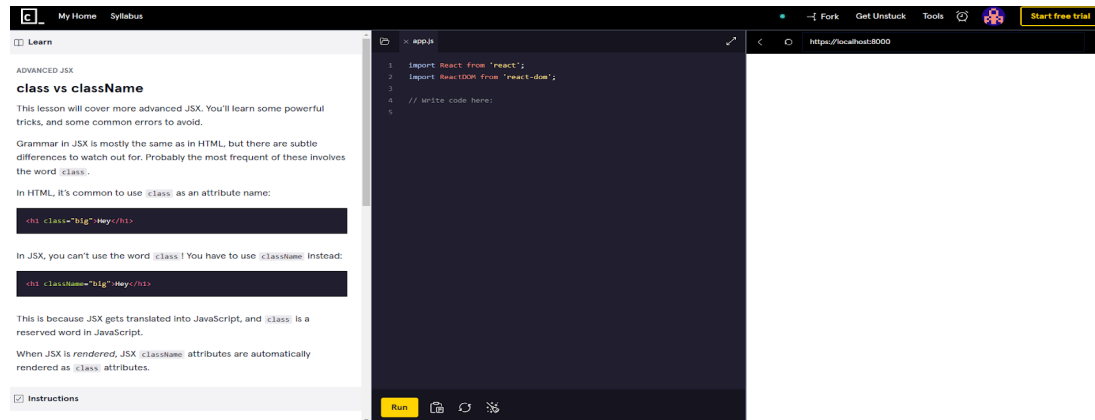 c_ My Home Syllabus Fork Get Unstuck Tools Start free trial
Learn
ADVANCED JSX
class vs className
This lesson will cover more advanced JSX. You'll learn some powerful
tricks, and some common errors to avoid.
Grammar in JSX is mostly the same as in HTML, but there are subtle
differences to watch out for. Probably the most frequent of these involves
the word class.
In HTML, it's common to use class as an attribute name:
<h1 class="big">Hey</h1>
In JSX, you can't use the word class! You have to use className instead:
<h1 className="big">Hey</h1>
This is because JSX gets translated into JavaScript, and class is a
reserved word in JavaScript.
When JSX is rendered, JSX className attributes are automatically
rendered as class attributes.
Instructions
× app.js
1 import React from 'react';
2 import ReactDOM from 'react-dom';
3
4 // Write code here:
5
Run
https://localhost:8000